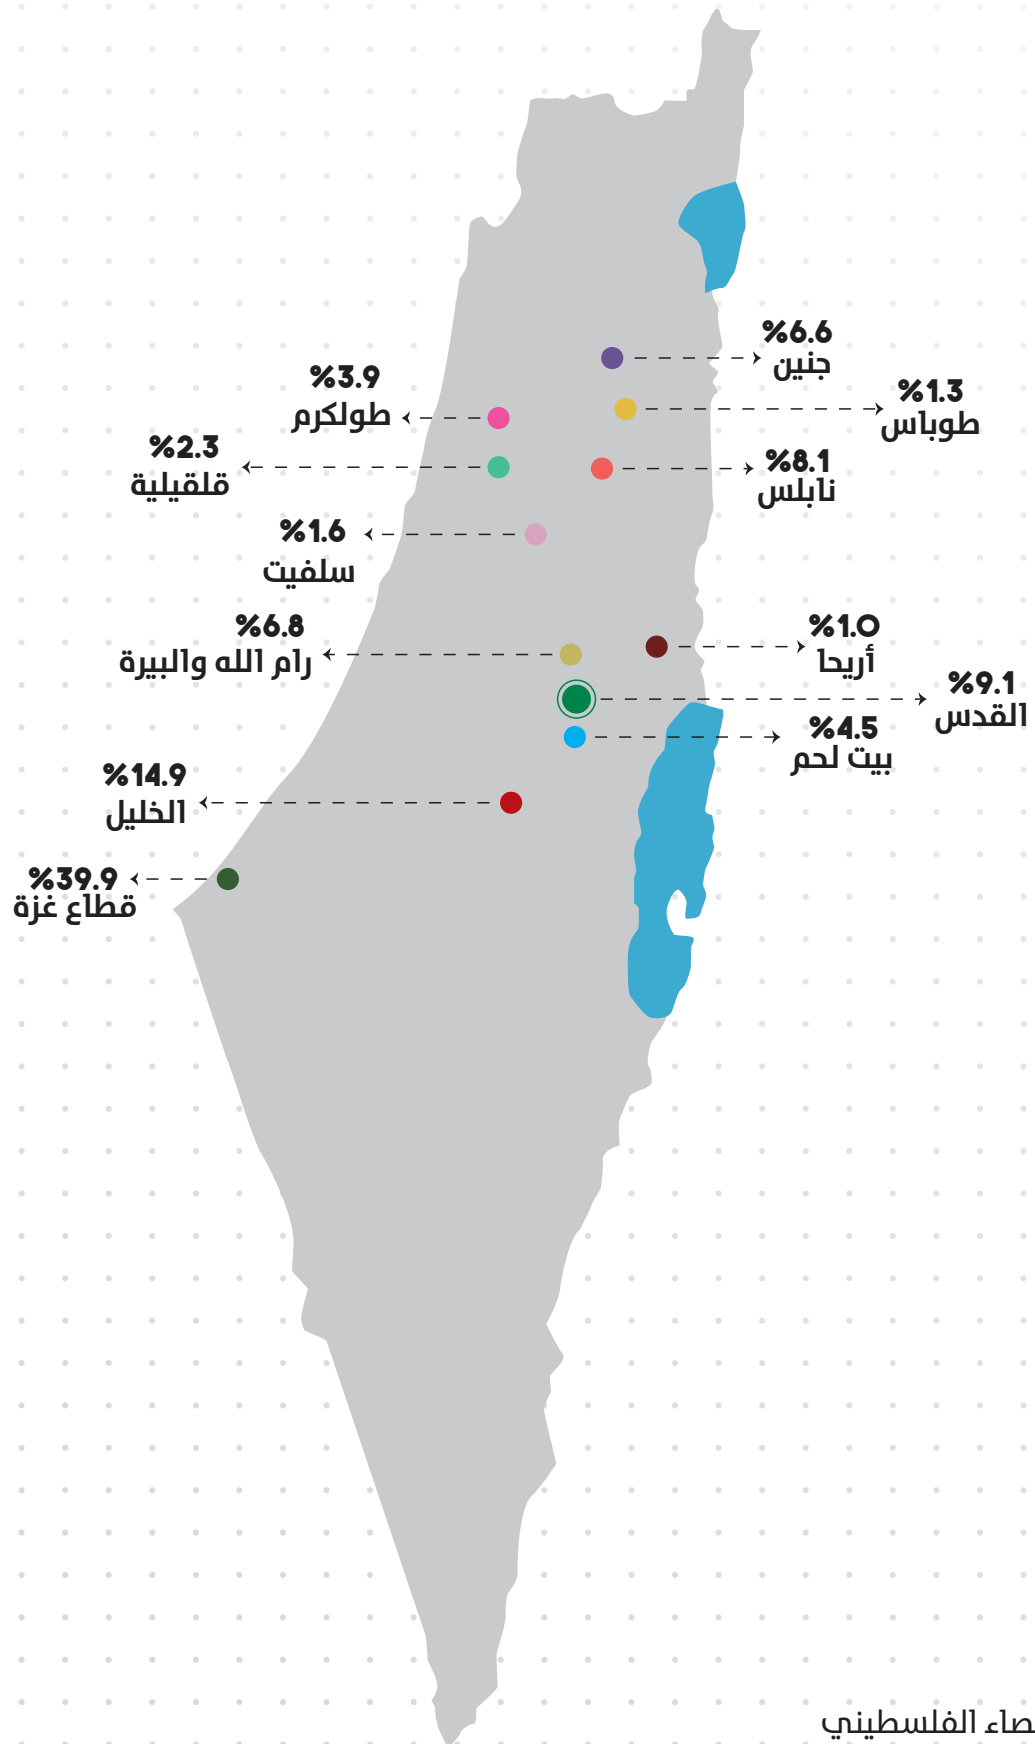 %6.6
جنين
%3.9
طولكرم
%1.3
طوباس
%2.3
قلقيلية
%8.1
نابلس
%1.6
سلفيت
%6.8
رام الله والبيرة
%1.0
أريحا
%9.1
القدس
%4.5
بيت لحم
%14.9
الخليل
%39.9
قطاع غزة
الفلسطيني